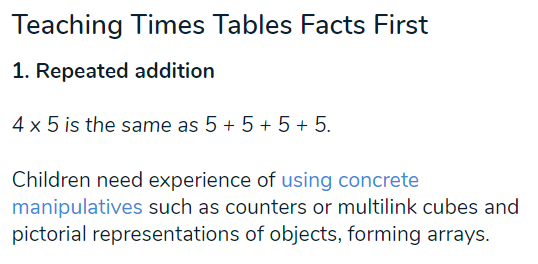 Teaching Times Tables Facts First
1. Repeated addition
4 x 5 is the same as 5 + 5 + 5 + 5.
Children need experience of using concrete
manipulatives such as counters or multilink cubes and
pictorial representations of objects, forming arrays.